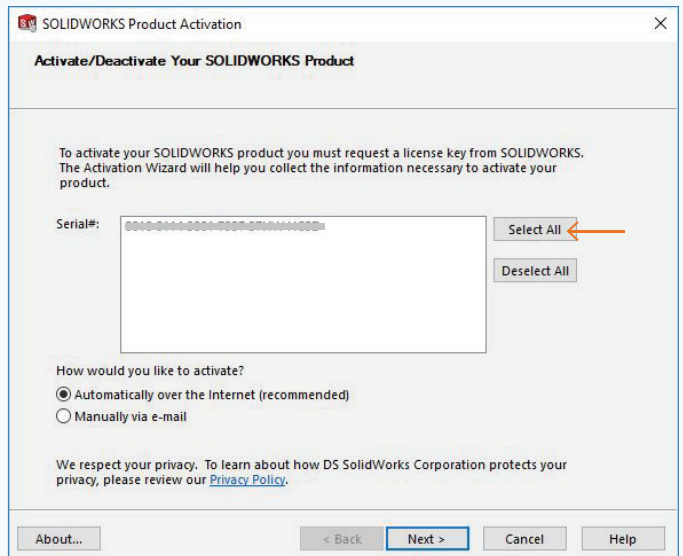 SOLIDWORKS Product Activation
Activate/Deactivate Your SOLIDWORKS Product
To activate your SOLIDWORKS product you must request a license key from SOLIDWORKS.
The Activation Wizard will help you collect the information necessary to activate your
product.
Serial#:
Select All
Deselect All
How would you like to activate?
Automatically over the Internet (recommended)
Manually via e-mail
We respect your privacy. To learn about how DS SolidWorks Corporation protects your
privacy, please review our Privacy Policy.
About... < Back Next > Cancel Help